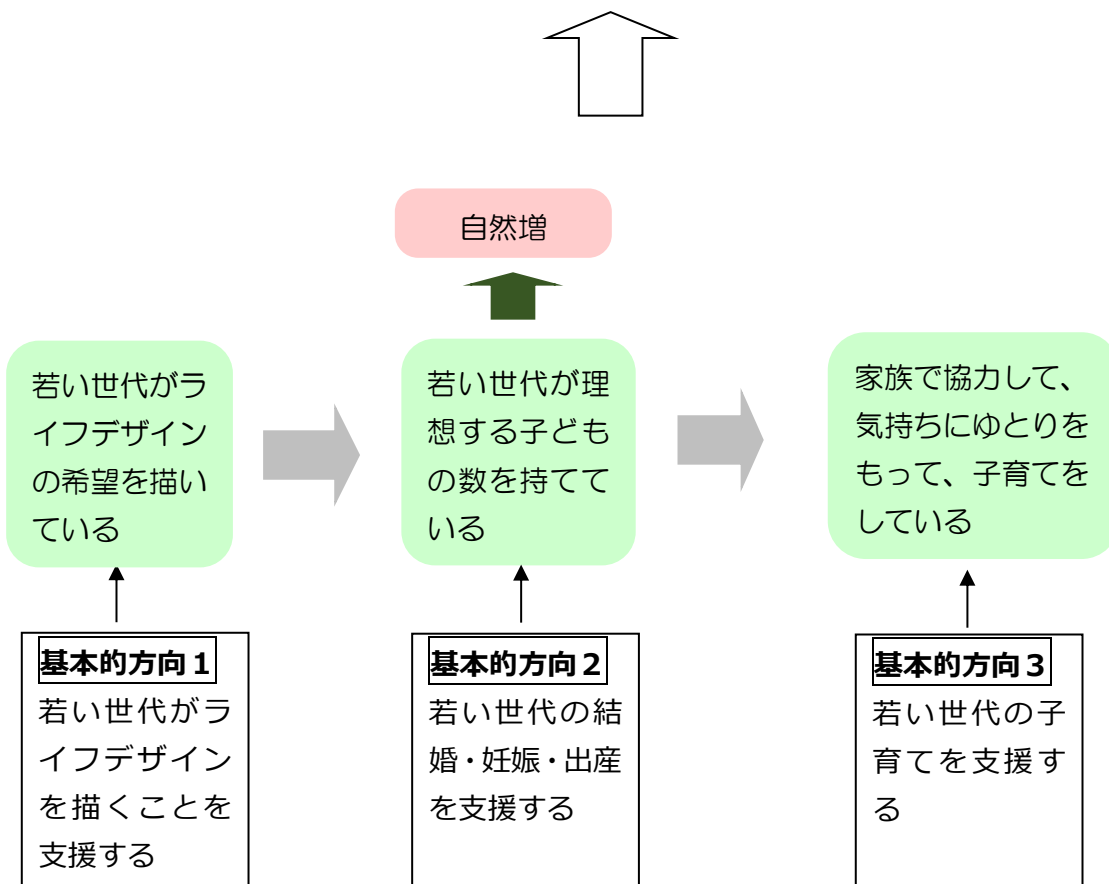 自然増
若い世代がラ
イフデザイン
の希望を描い
ている
若い世代が理
想する子ども
の数を持てて
いる
家族で協力して、
気持ちにゆとりを
もって、子育てを
している
基本的方向１
若い世代がラ
イフデザイン
を描くことを
支援する
基本的方向２
若い世代の結
婚・妊娠・出産
を支援する
基本的方向３
若い世代の子
育てを支援す
る